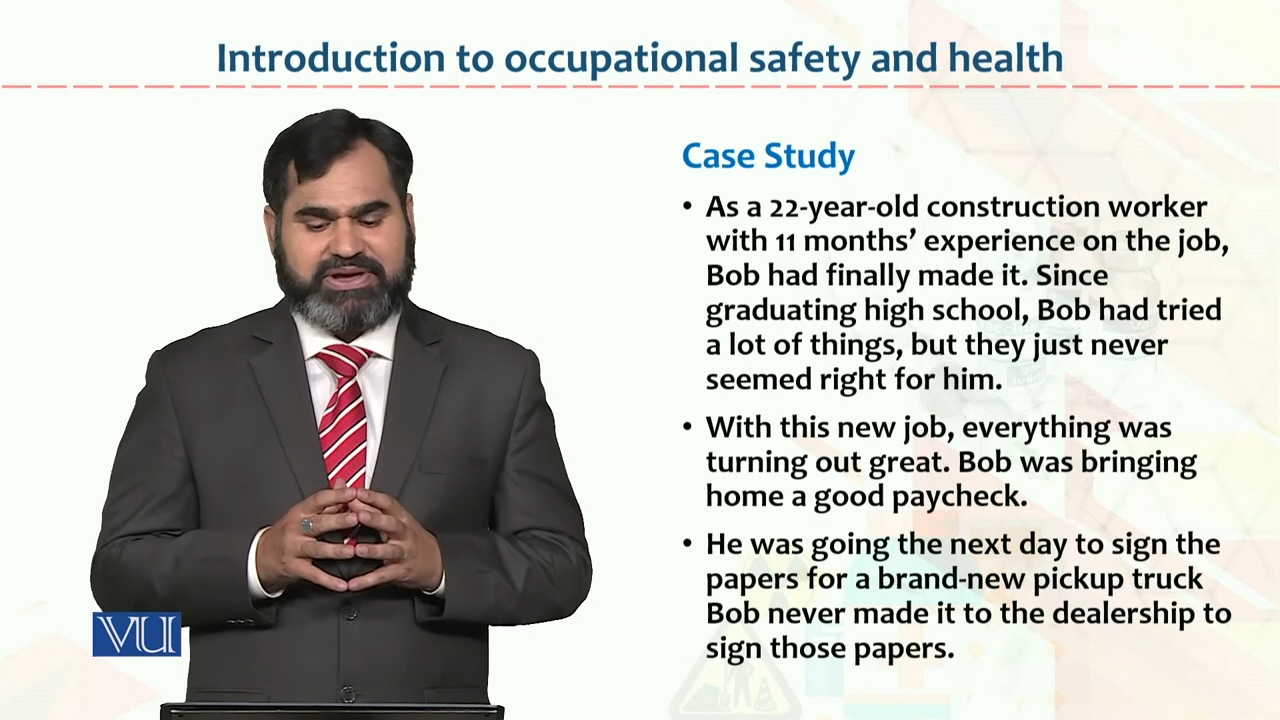 Introduction to occupational safety and health
Case Study
• As a 22-year-old construction worker
with 11 months’ experience on the job,
Bob had finally made it. Since
graduating high school, Bob had tried
a lot of things, but they just never
seemed right for him.
• With this new job, everything was
turning out great. Bob was bringing
home a good paycheck.
• He was going the next day to sign the
papers for a brand-new pickup truck
Bob never made it to the dealership to
sign those papers.
VU